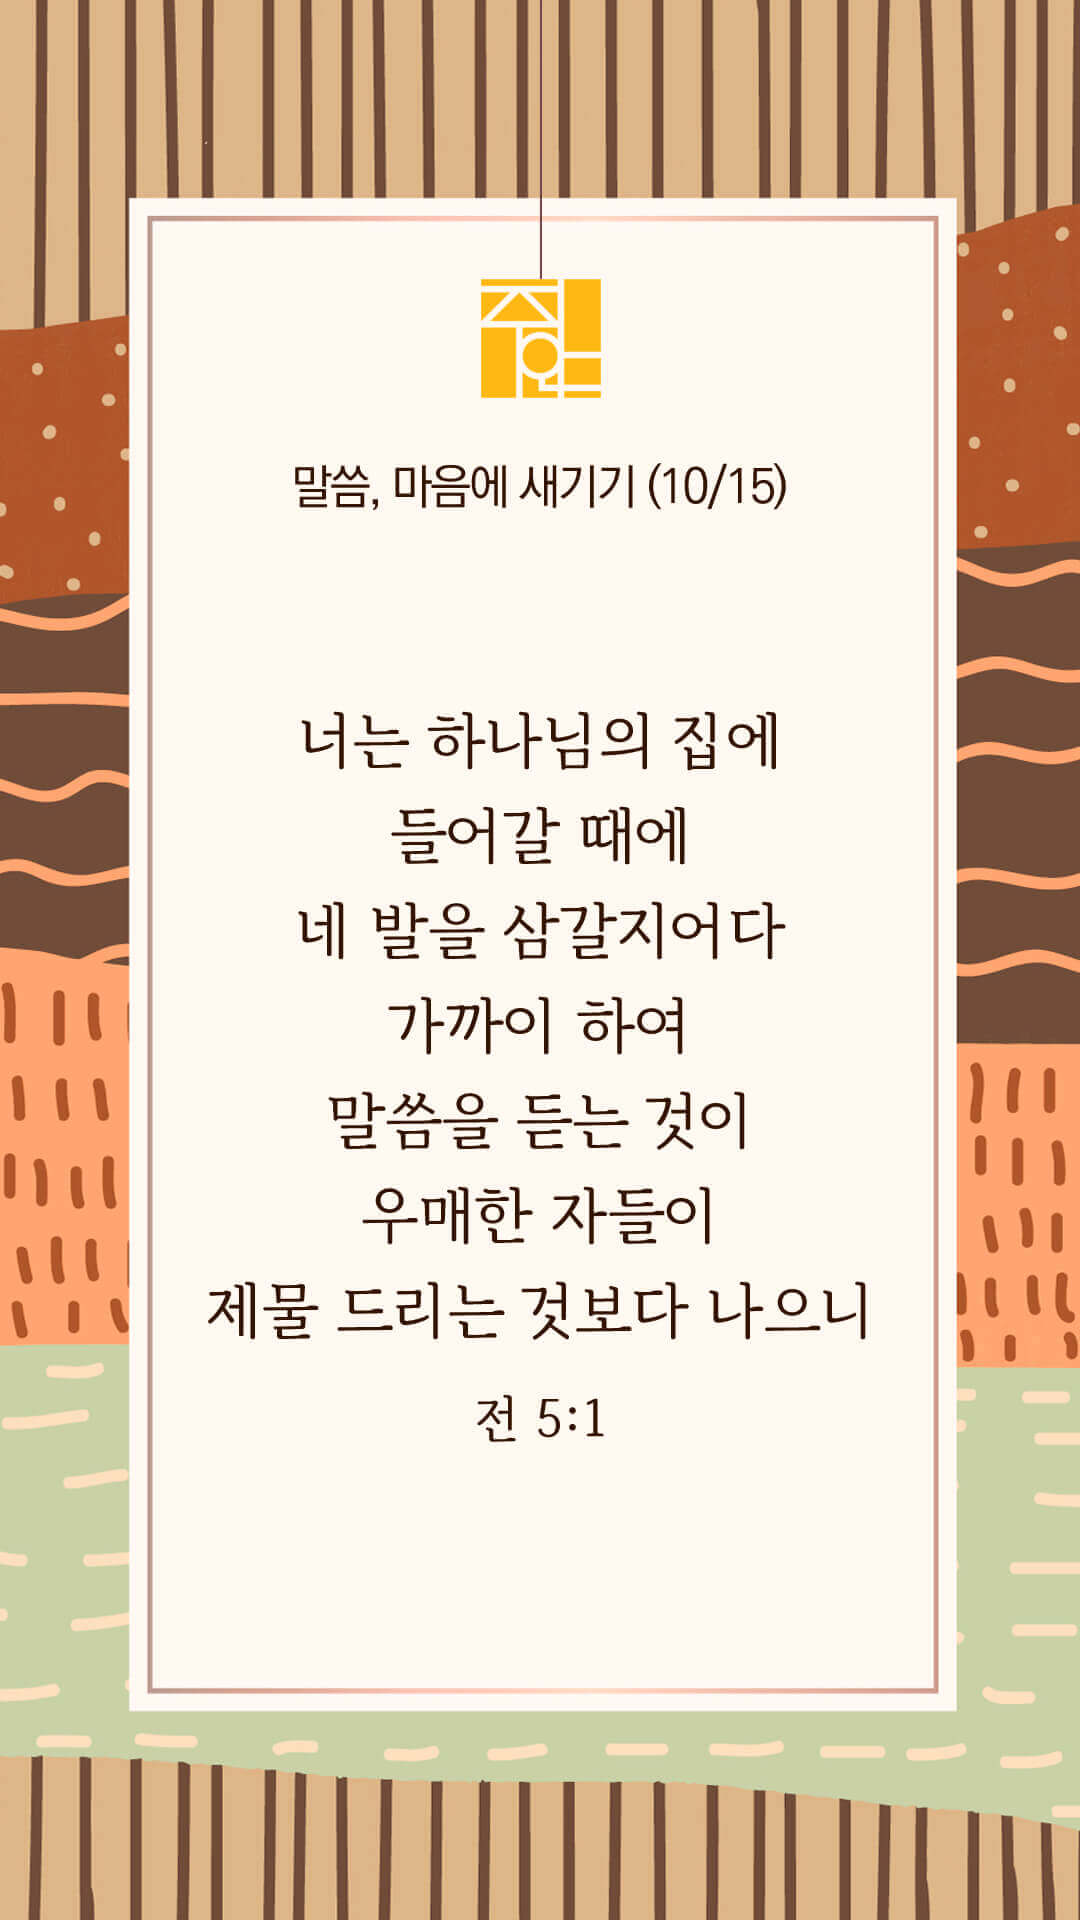 말씀, 마음에 새기기 (10/15)
너는 하나님의 집에
들어갈 때에
네 발을 삼갈지어다
가까이 하여
말씀을 듣는 것이
우매한 자들이
제물 드리는 것보다 나으니
전 5:1